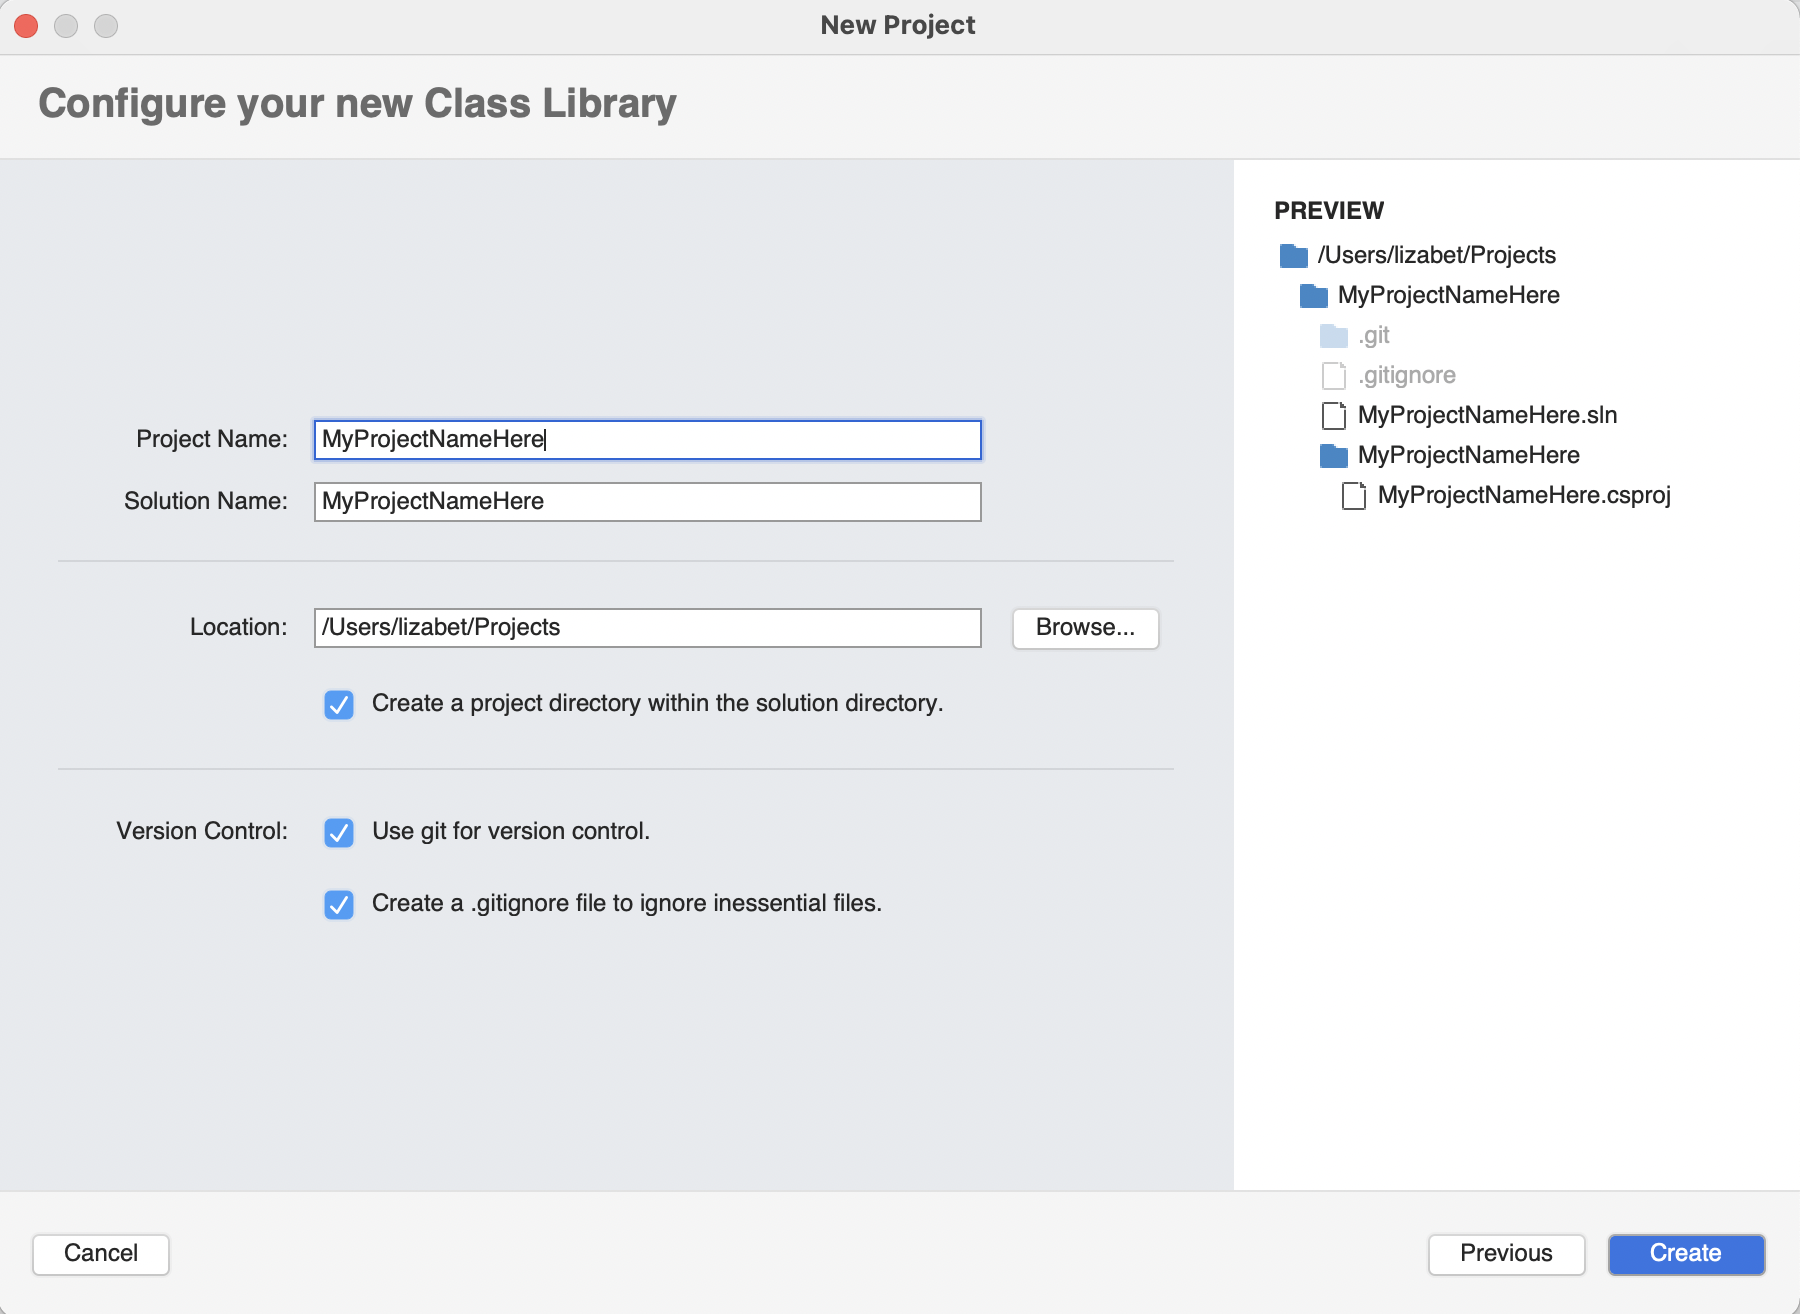 New Project
Configure your new Class Library
Project Name: MyProjectNameHere
Solution Name: MyProjectNameHere
Location: /Users/lizabet/Projects Browse...
Create a project directory within the solution directory.
Version Control: Use git for version control.
Create a .gitignore file to ignore inessential files.
PREVIEW
/Users/lizabet/Projects
MyProjectNameHere
.git
.gitignore
MyProjectNameHere.sln
MyProjectNameHere
MyProjectNameHere.csproj
Cancel Previous Create